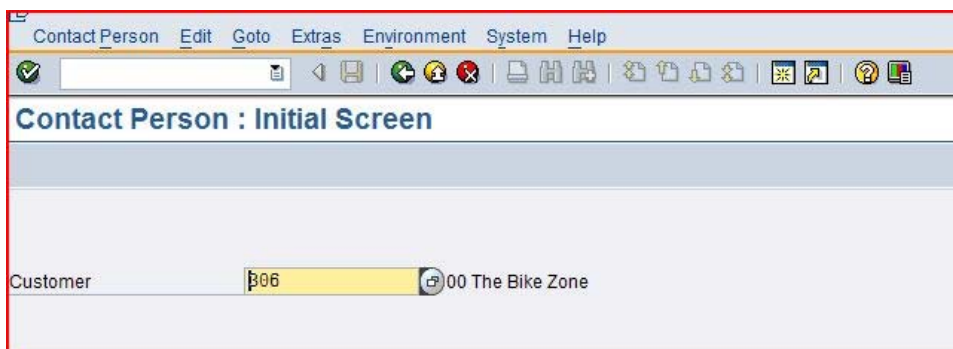 Contact Person Edit Goto Extras Environment System Help
Contact Person : Initial Screen
Customer 306 00 The Bike Zone